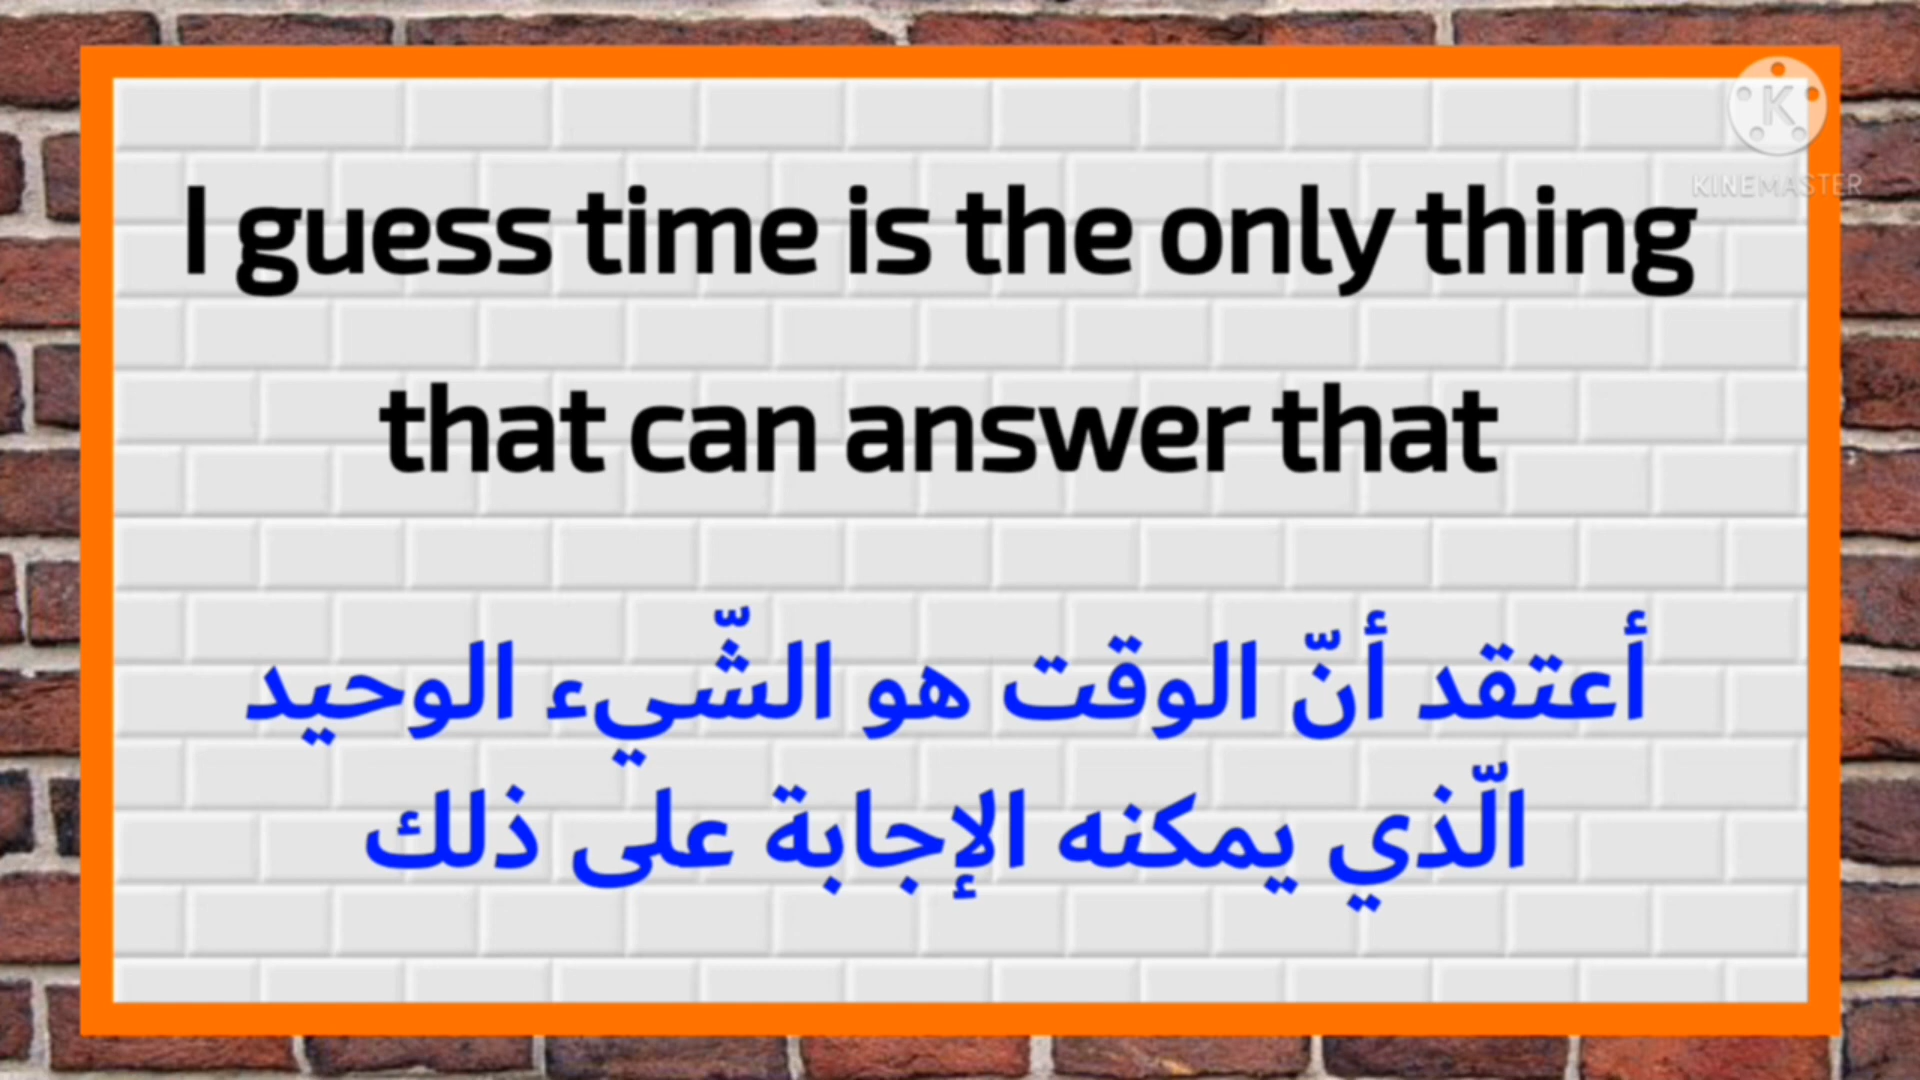 K
KINEMASTER
I guess time is the only thing
that can answer that
أعتقد أنّ الوقت هو الشّيء الوحيد
الّذي يمكنه الإجابة على ذلك